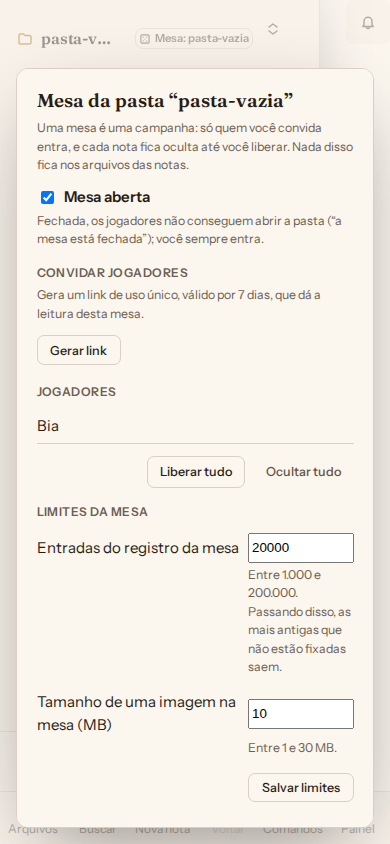 pasta-v...
Mesa: pasta-vazia
Mesa da pasta “pasta-vazia”
Uma mesa é uma campanha: só quem você convida
entra, e cada nota fica oculta até você liberar. Nada disso
fica nos arquivos das notas.
Mesa aberta
Fechada, os jogadores não conseguem abrir a pasta (“a
mesa está fechada”); você sempre entra.
CONVIDAR JOGADORES
Gera um link de uso único, válido por 7 dias, que dá a
leitura desta mesa.
Gerar link
JOGADORES
Bia
Liberar tudo
Ocultar tudo
LIMITES DA MESA
Entradas do registro da mesa
20000
Entre 1.000 e
200.000.
Passando disso, as
mais antigas que
não estão fixadas
saem.
Tamanho de uma imagem na
mesa (MB)
10
Entre 1 e 30 MB.
Salvar limites
Arquivos Buscar Nova nota Voltar Comandos Painel